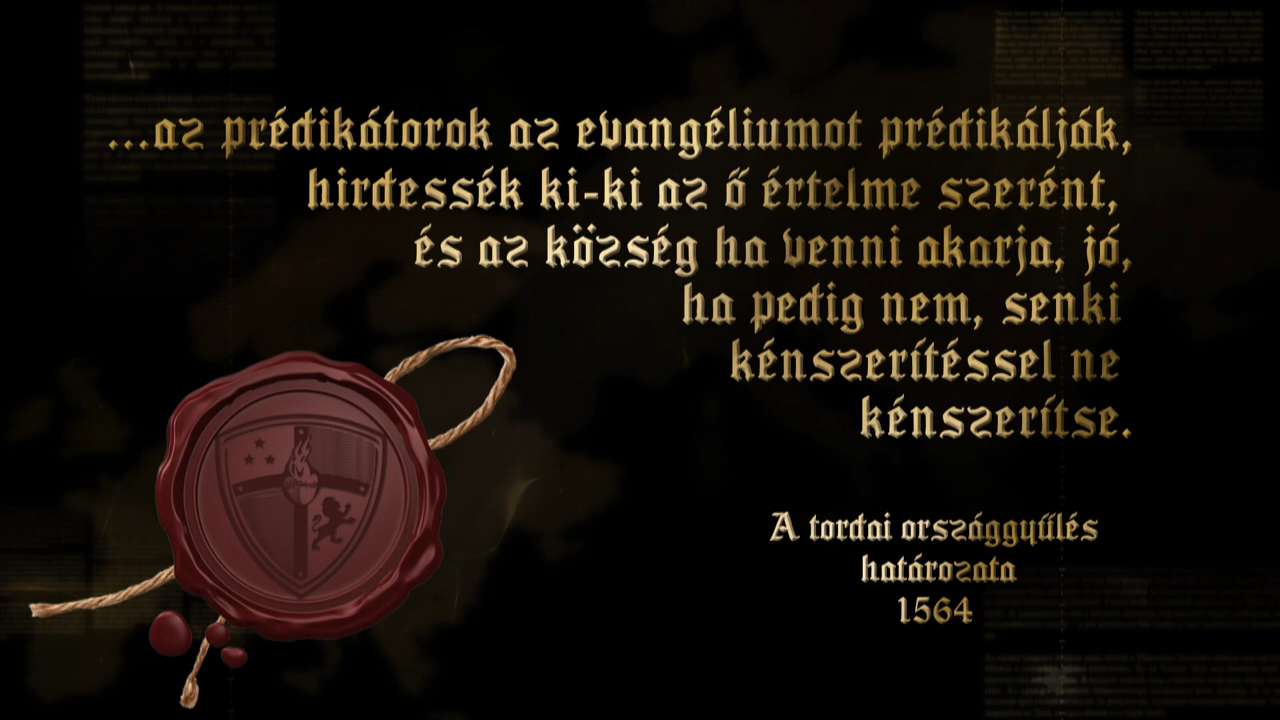 ...az prédikátorok az evangéliumot prédikálják,
hirdessék ki-ki az ő értelme szerént,
és az község ha venni akarja, jó,
ha pedig nem, senki
kénszerítéssel ne
kénszerítse.
A tordai országgyűlés
határozata
1564